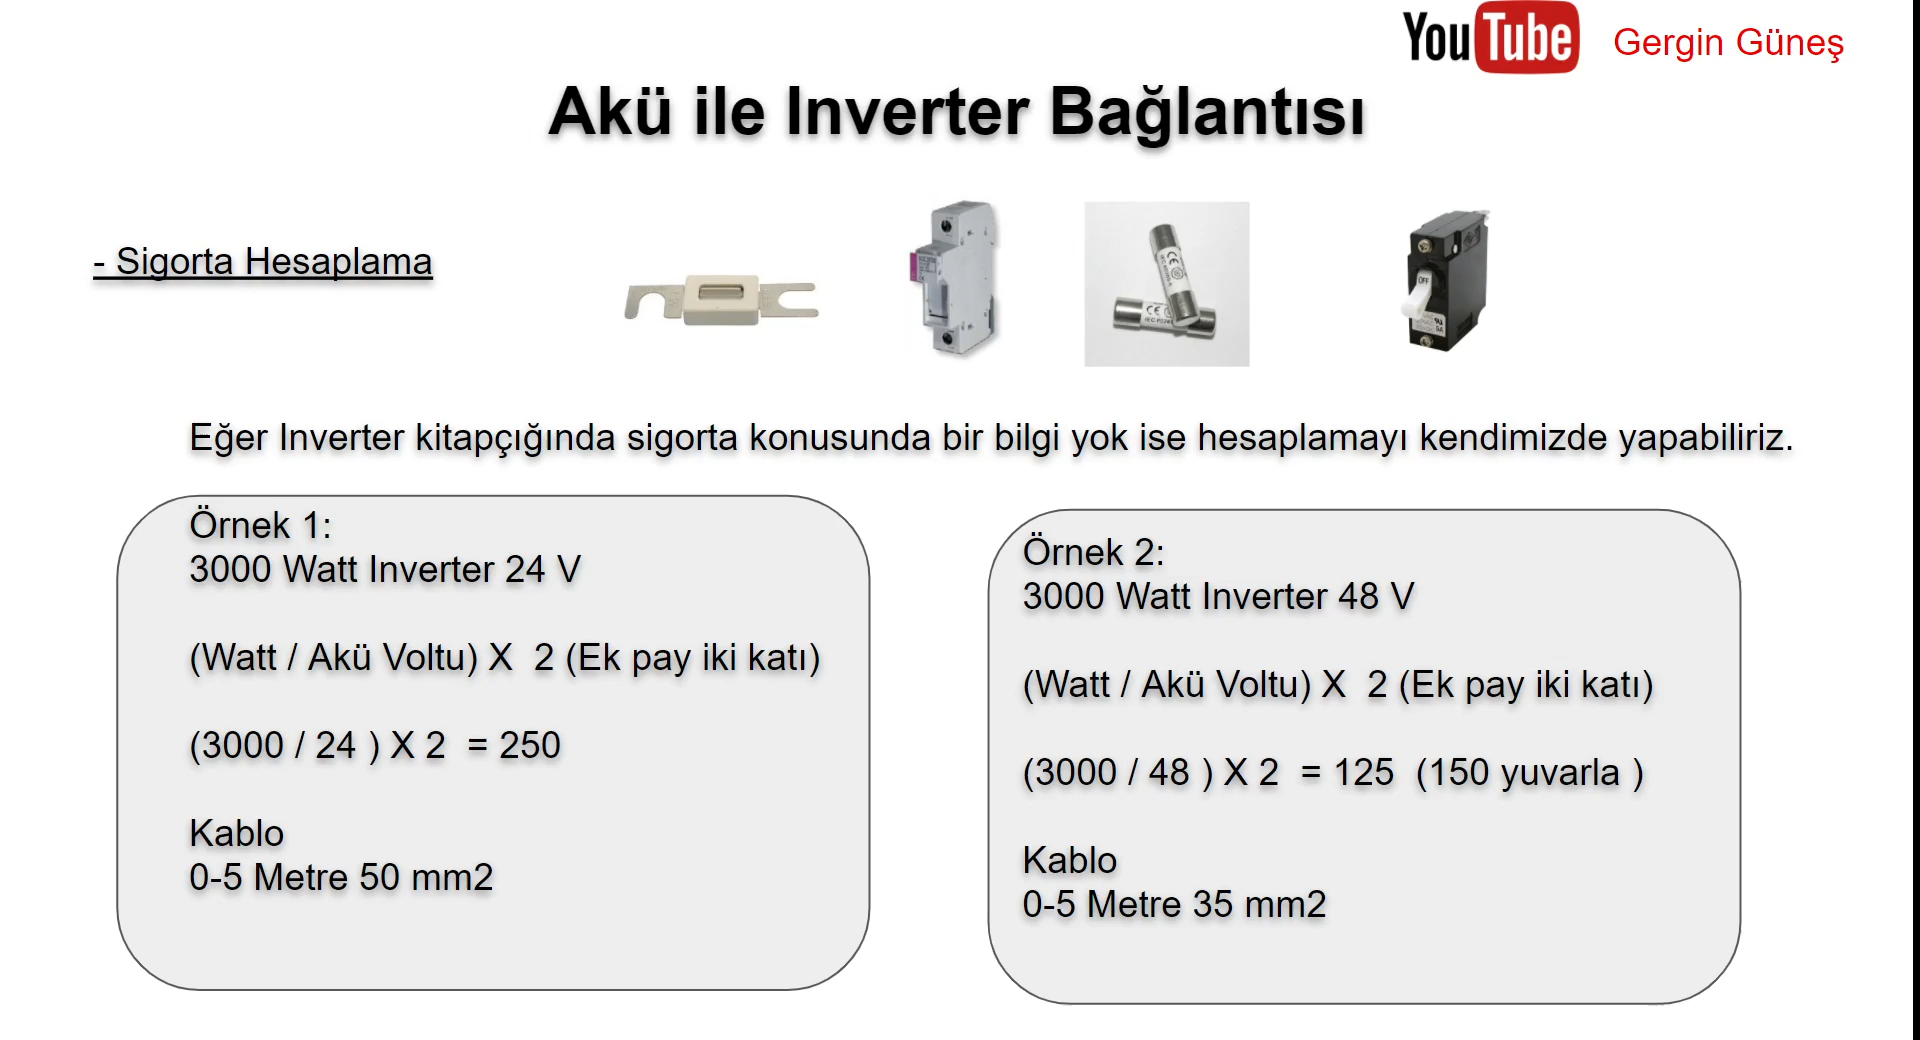 YouTube Gergin Güneş
Akü ile Inverter Bağlantısı
- Sigorta Hesaplama
OFF
Eğer Inverter kitapçığında sigorta konusunda bir bilgi yok ise hesaplamayı kendimizde yapabiliriz.
Örnek 1:
3000 Watt Inverter 24 V
(Watt / Akü Voltu) X 2 (Ek pay iki katı)
(3000 / 24 ) X 2 = 250
Kablo
0-5 Metre 50 mm2
Örnek 2:
3000 Watt Inverter 48 V
(Watt / Akü Voltu) X 2 (Ek pay iki katı)
(3000 / 48 ) X 2 = 125 (150 yuvarla )
Kablo
0-5 Metre 35 mm2